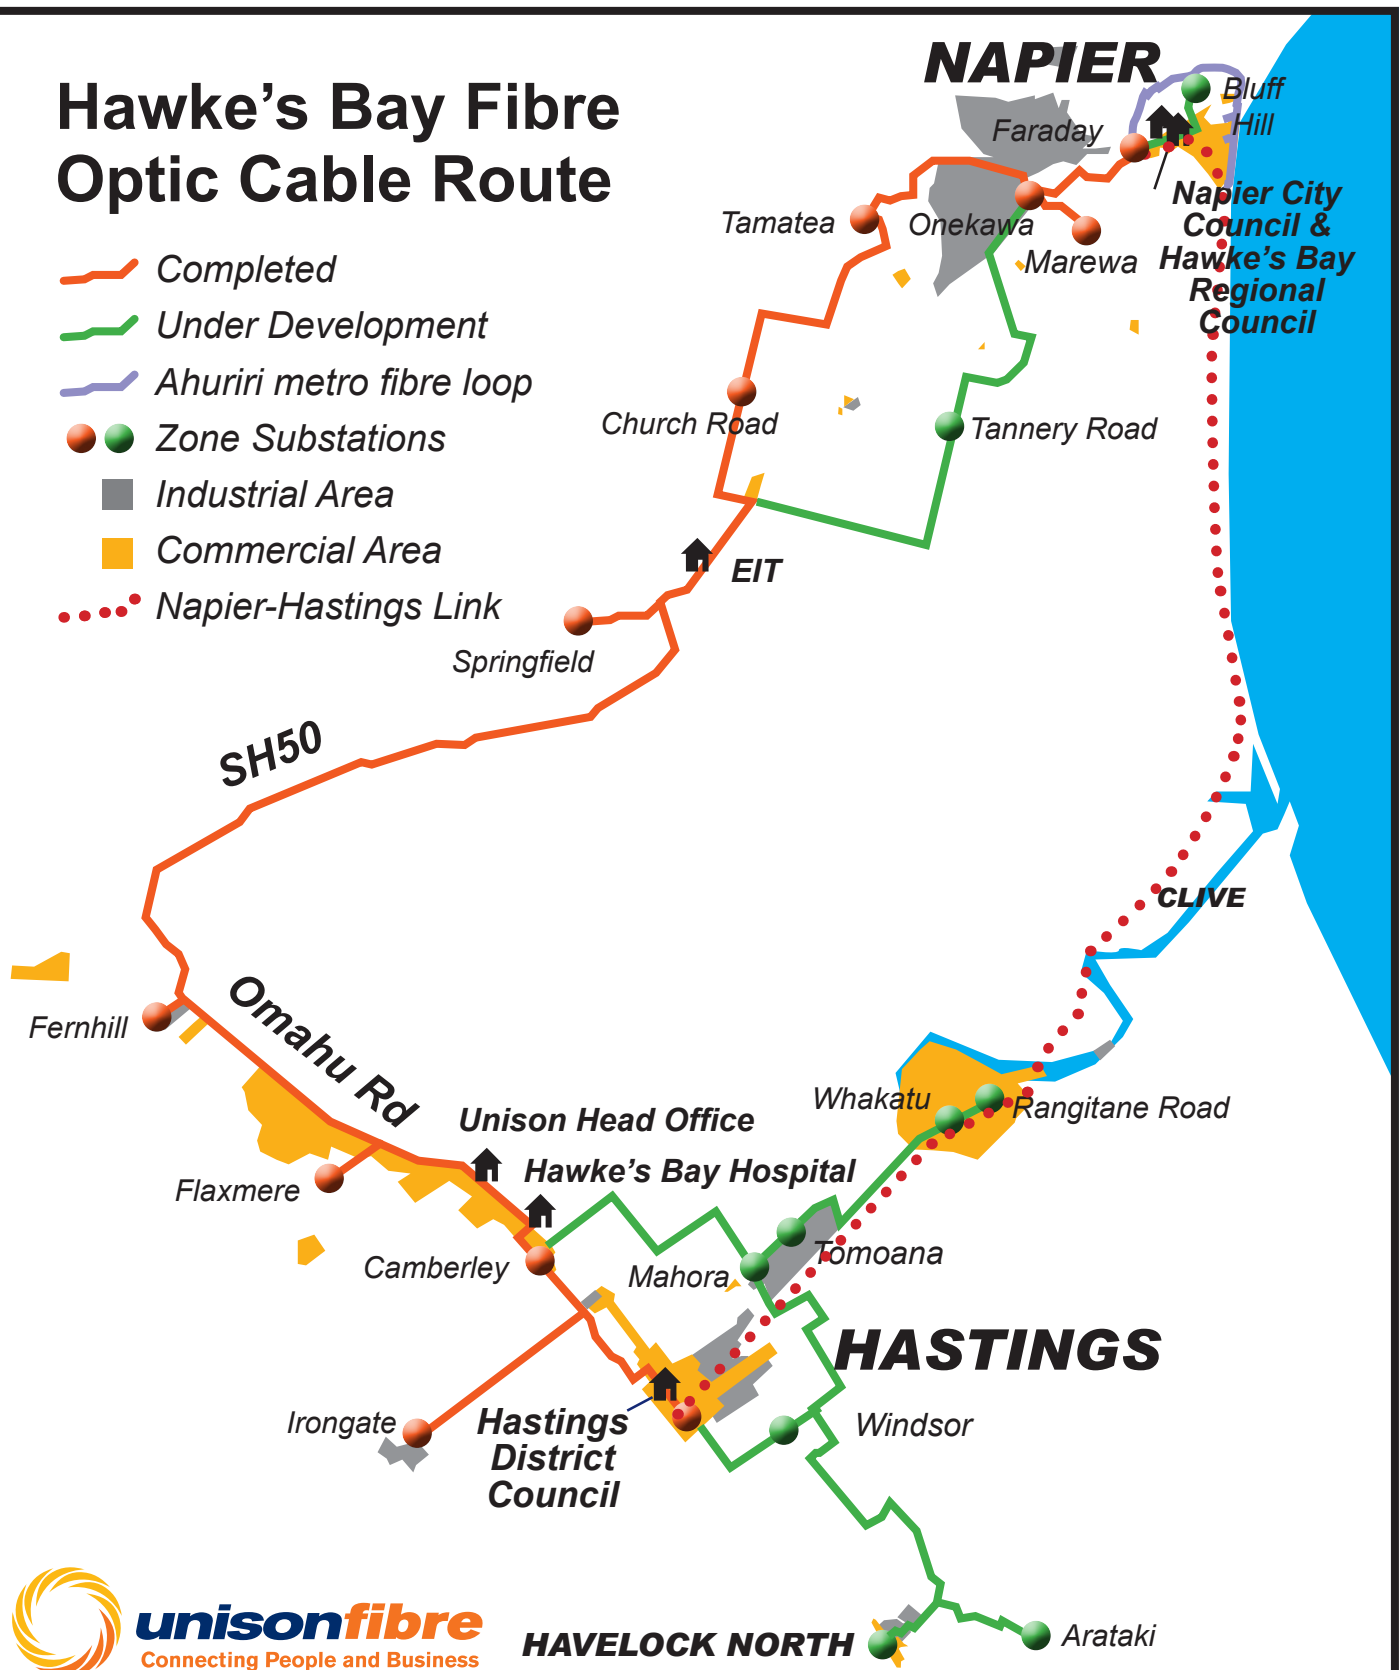 Hawke's Bay Fibre
Optic Cable Route
Completed
Under Development
Ahuriri metro fibre loop
Zone Substations
Industrial Area
Commercial Area
Napier-Hastings Link
NAPIER
Bluff
Hill
Faraday
Napier City
Council &
Hawke's Bay
Regional
Council
Tamatea
Onekawa
Marewa
Church Road
Tannery Road
EIT
Springfield
SH50
CLIVE
Fernhill
Omahu Rd
Whakatu
Rangitane Road
Unison Head Office
Hawke's Bay Hospital
Flaxmere
Camberley
Mahora
Tomoana
HASTINGS
Irongate
Hastings
District
Council
Windsor
HAVELOCK NORTH
Arataki
unisonfibre
Connecting People and Business